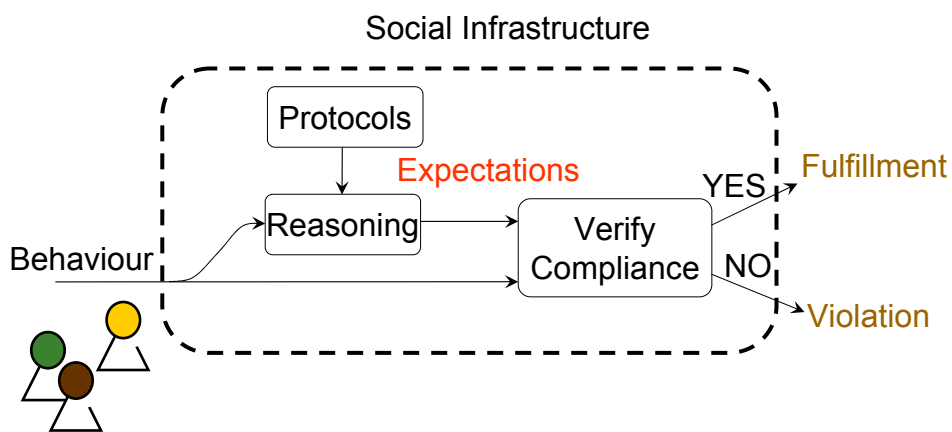 Social Infrastructure
Protocols
Expectations
Fulfillment
YES
Reasoning
Verify
Compliance
Behaviour
NO
Violation